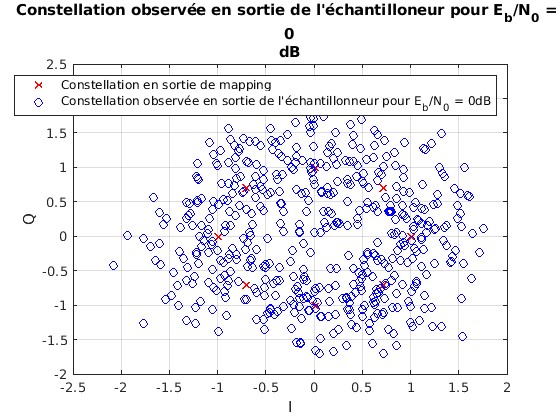 Constellation observée en sortie de l'échantilloneur pour E_b/N_0 =
0
dB
2.5
Constellation en sortie de mapping
Constellation observée en sortie de l'échantillonneur pour E_b/N_0 = 0dB
1.5
1
0.5
0
-0.5
-1
-1.5
-2
Q
-2.5 -2 -1.5 -1 -0.5 0 0.5 1 1.5 2
I